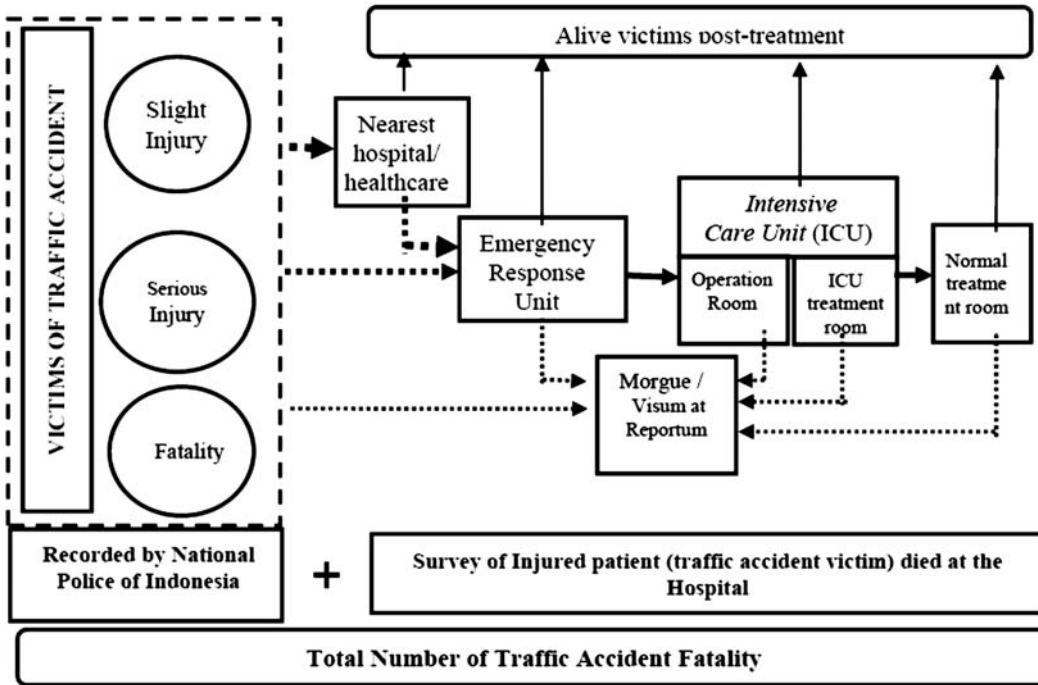 Alive victims post-treatment
VICTIMS OF TRAFFIC ACCIDENT
Slight
Injury
Serious
Injury
Fatality
Nearest
hospital/
healthcare
Emergency
Response
Unit
Intensive
Care Unit (ICU)
Operation
Room
ICU
treatment
room
Normal
treatme
nt room
Morgue /
Visum at
Reportum
Recorded by National
Police of Indonesia
+
Survey of Injured patient (traffic accident victim) died at the
Hospital
Total Number of Traffic Accident Fatality